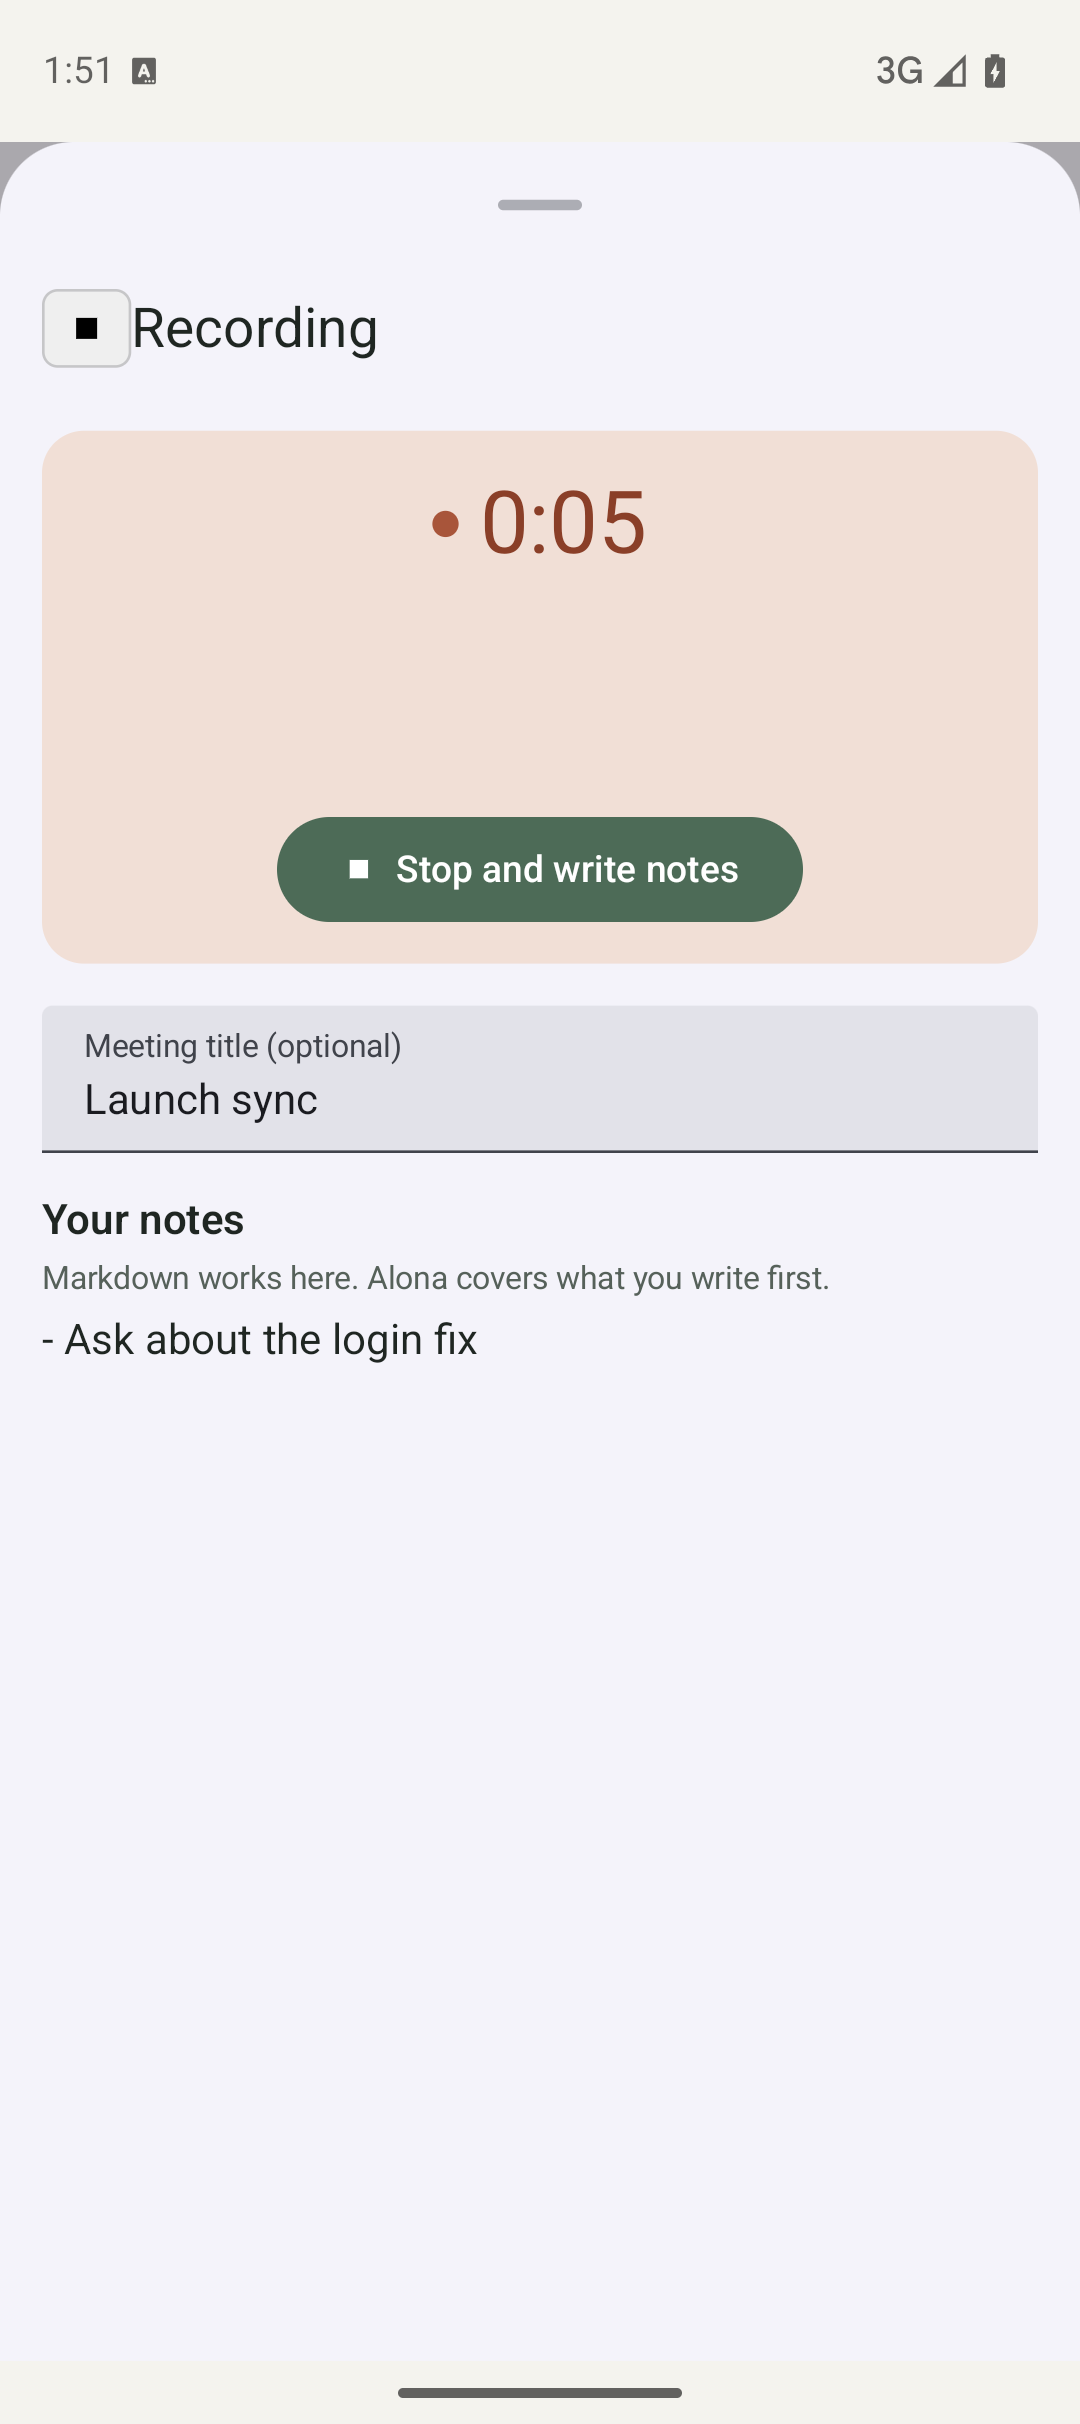 1:51
3G
Recording
0:05
Stop and write notes
Meeting title (optional)
Launch sync
Your notes
Markdown works here. Alona covers what you write first.
- Ask about the login fix